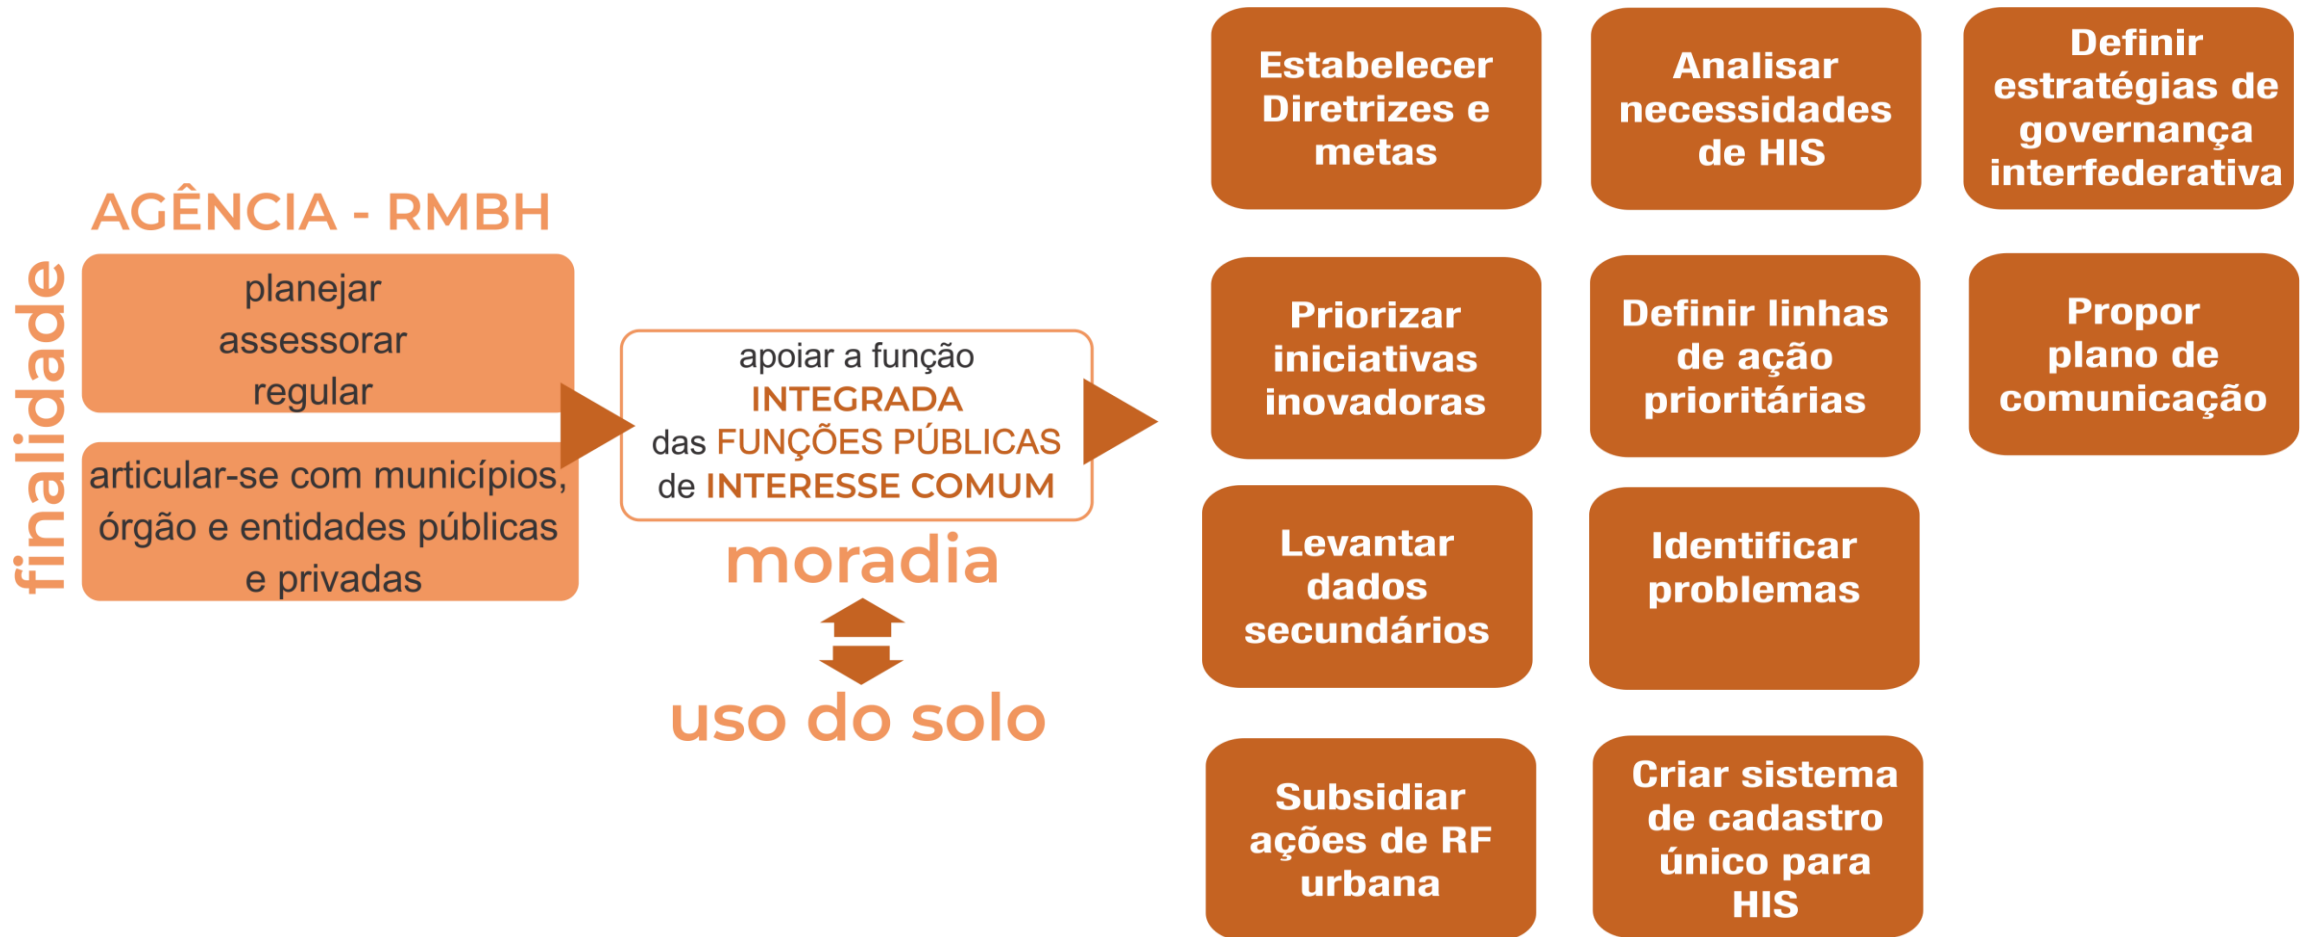 AGÊNCIA - RMBH
finalidade
planejar
assessorar
regular
articular-se com municípios,
órgão e entidades públicas
e privadas
apoiar a função
INTEGRADA
das FUNÇÕES PÚBLICAS
de INTERESSE COMUM
moradia
uso do solo
Estabelecer
Diretrizes e
metas
Analisar
necessidades
de HIS
Definir
estratégias de
governança
interfederativa
Priorizar
iniciativas
inovadoras
Definir linhas
de ação
prioritárias
Propor
plano de
comunicação
Levantar
dados
secundários
Identificar
problemas
Subsidiar
ações de RF
urbana
Criar sistema
de cadastro
único para
HIS